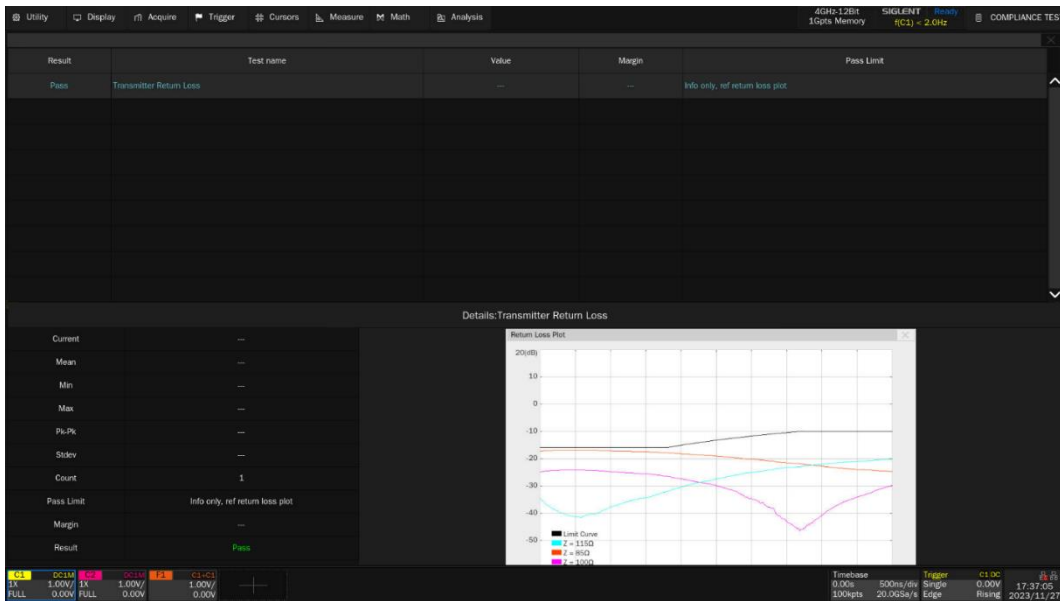 Utility Display Acquire Trigger Cursors Measure Math Analysis 4GHz-12Bit SIGLENT Ready COMPLIANCE TES
1Gpts Memory f(C1) < 2.0Hz
Result Test name Value Margin Pass Limit
Pass Transmitter Return Loss --- --- Info only, ref return loss plot
Details:Transmitter Return Loss
Current ---
Mean ---
Min ---
Max ---
Pk-Pk ---
Stdev ---
Count 1
Pass Limit Info only, ref return loss plot
Margin ---
Result Pass
Return Loss Plot
20(dB)
10
0
-10
-20
-30
-40
-50
Limit Curve
Z = 115Ω
Z = 85Ω
Z = 100Ω
C1 DC1M C2 DC1M F1 C1+C1 Timebase Trigger C1 DC
1X 1.00V/ 1X 1.00V/ 1.00V/ 0.00s 500ns/div Single 0.00V 17:37:05
FULL 0.00V FULL 0.00V 0.00V 100kpts 20.0GSa/s Edge Rising 2023/11/27